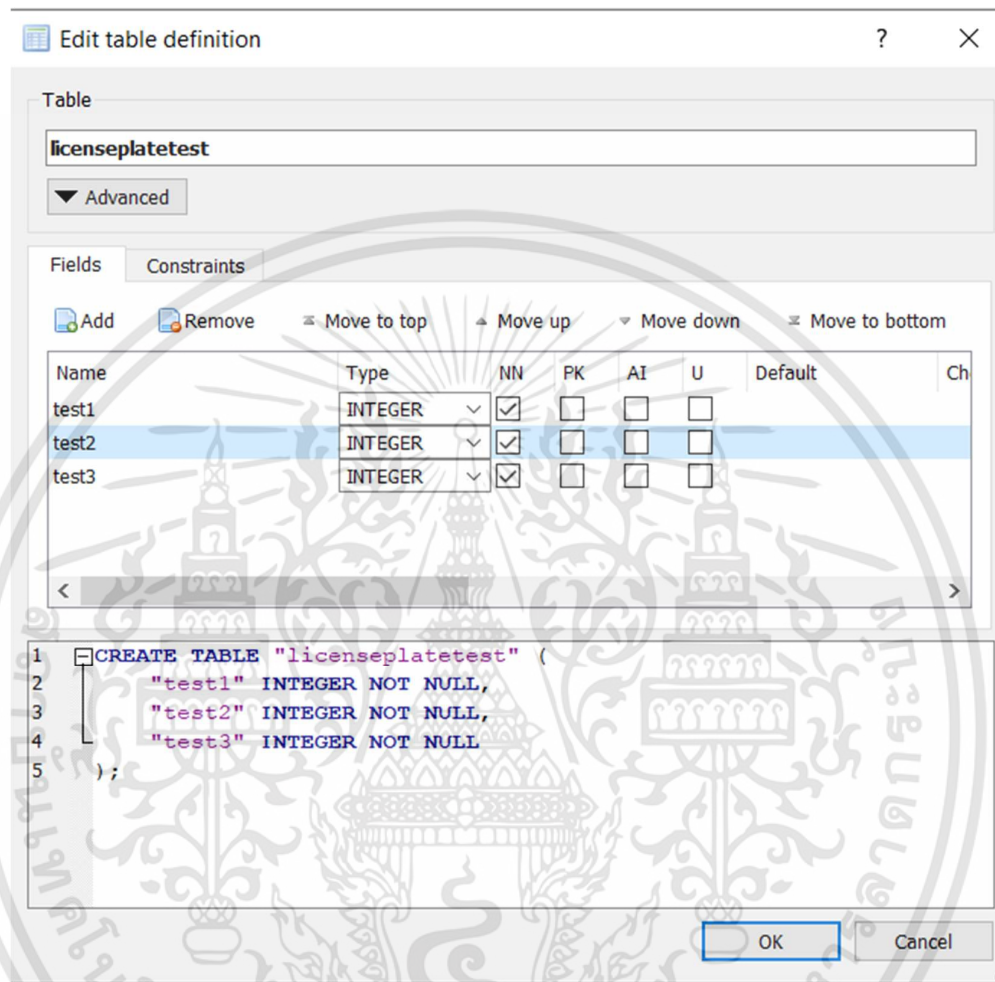 Edit table definition ? ×
Table
licenseplatetest
Advanced
Fields Constraints
Add Remove Move to top Move up Move down Move to bottom
Name Type NN PK AI U Default Ch
test1 INTEGER
test2 INTEGER
test3 INTEGER
1 CREATE TABLE "licenseplatetest" (
2 "test1" INTEGER NOT NULL,
3 "test2" INTEGER NOT NULL,
4 "test3" INTEGER NOT NULL
5 );
OK Cancel